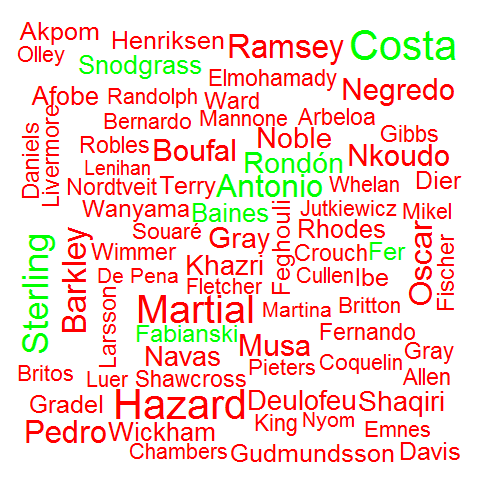 Akpom Henriksen Ramsey Costa
Olley Snodgrass
Elmohamady Negredo
Afobe Randolph Ward
Bernardo Mannone Arbeloa
Daniels Livermore Robles Boufal Noble Gibbs
Lenihan Rondón Nkoudo
Nordtveit Terry Antonio Whelan Dier
Wanyama Baines Feghouli Jutkiewicz Mikel
Souaré Gray Rhodes
Sterling Barkley Wimmer Crouch Fer Oscar Fischer
De Pena Khazri Cullen Ibe
Fletcher
Larsson Martial Martina Britton
Fabianski Fernando
Navas Musa Gray
Pieters Coquelin
Britos Luer Shawcross Allen
Gradel Hazard Deulofeu Shaqiri
King Nyom
Pedro Wickham Emnes
Chambers Gudmundsson Davis